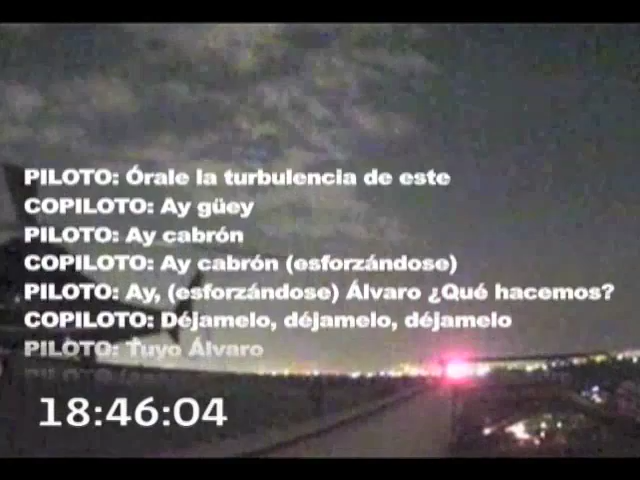 PILOTO: Órale la turbulencia de este
COPILOTO: Ay güey
PILOTO: Ay cabrón
COPILOTO: Ay cabrón (esforzándose)
PILOTO: Ay, (esforzándose) Álvaro ¿Qué hacemos?
COPILOTO: Déjamelo, déjamelo, déjamelo
PILOTO: Tuyo Álvaro
PILOTO:
18:46:04